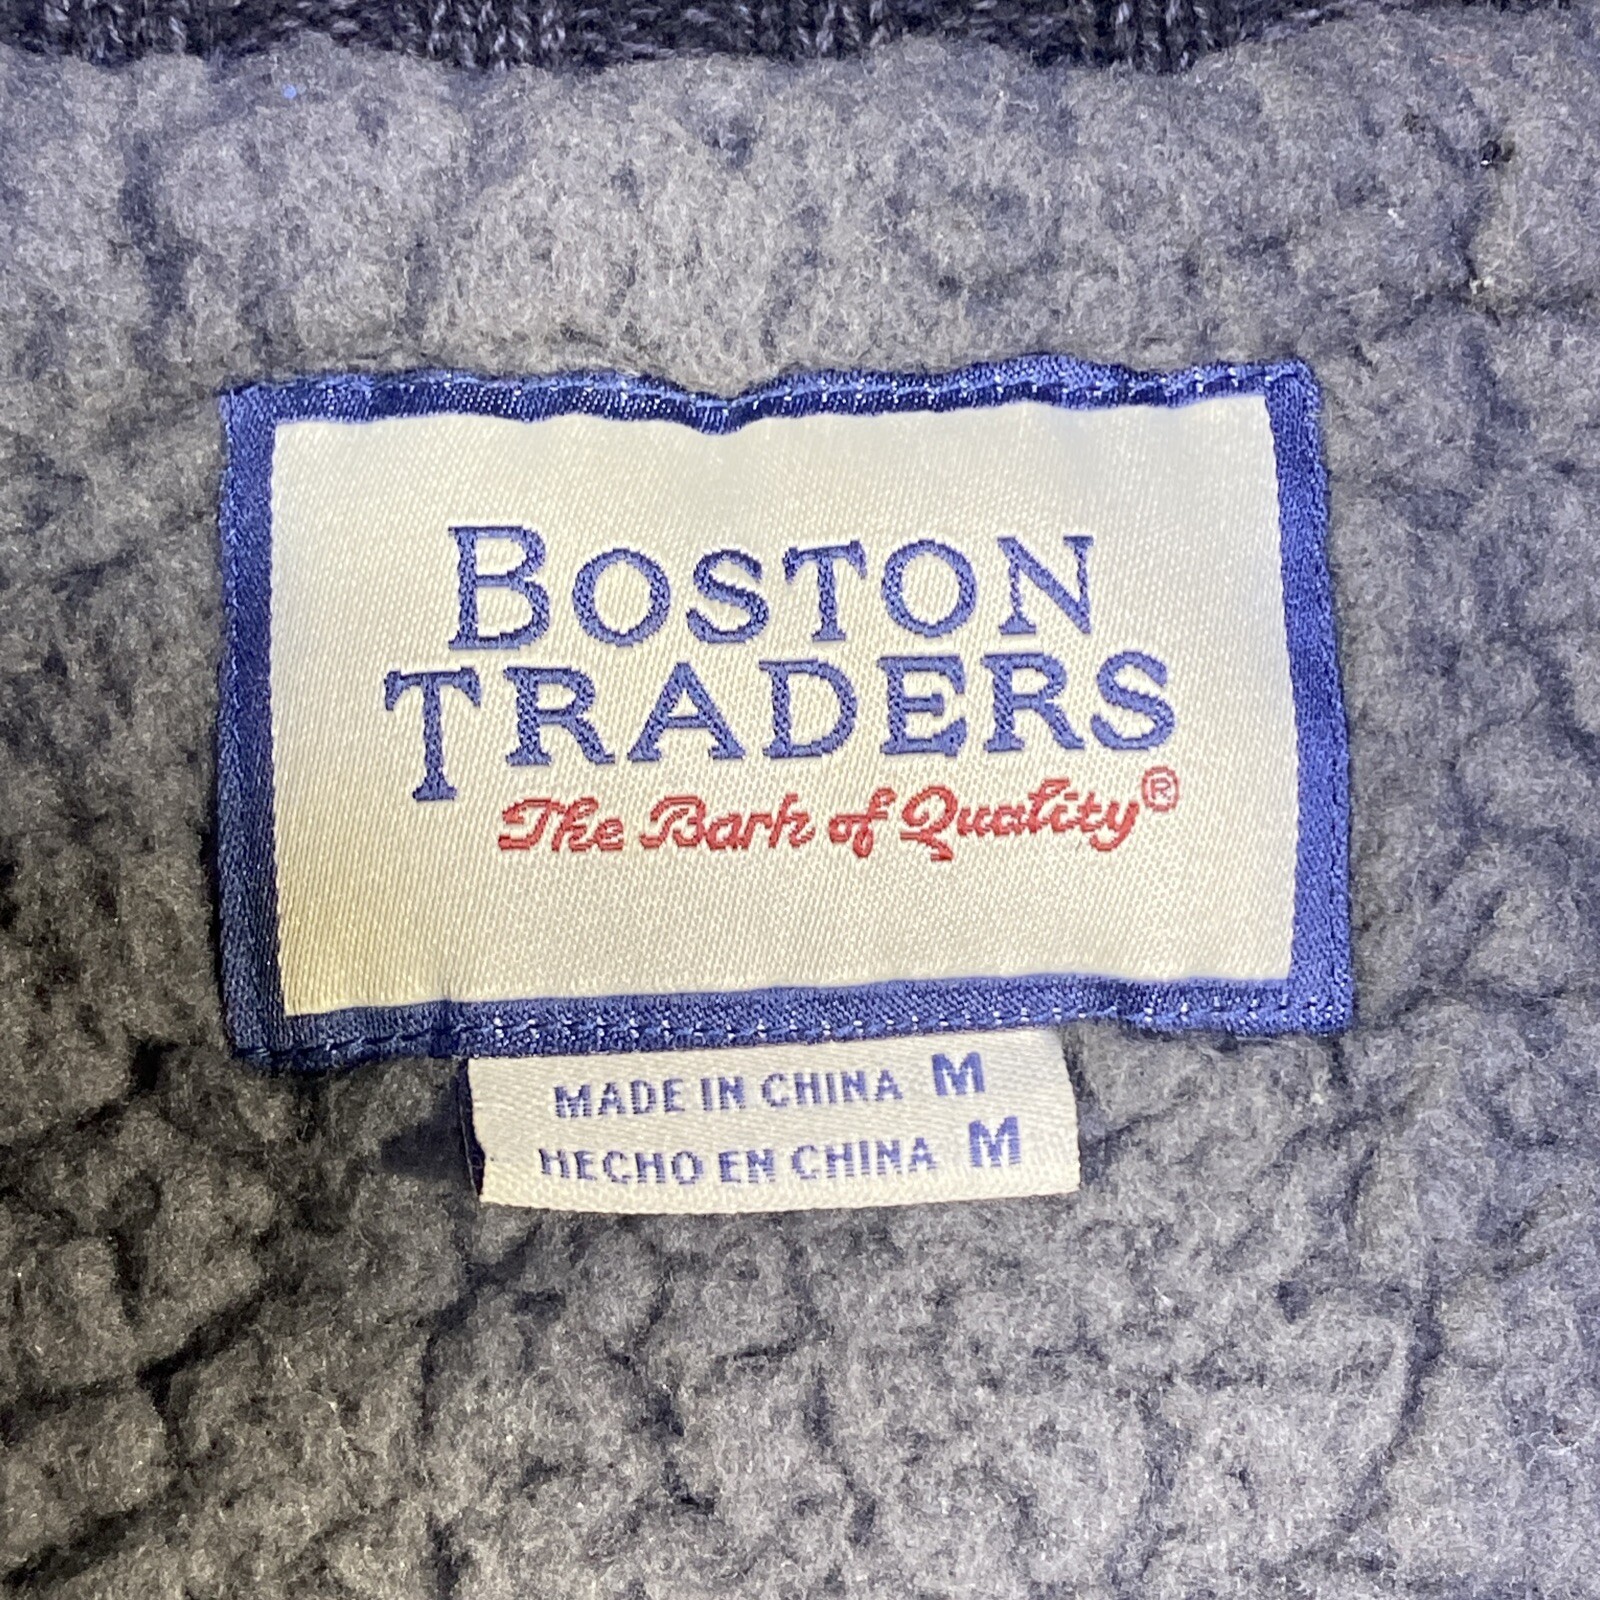 BOSTON
TRADERS
The Bark of Quality®
MADE IN CHINA M
HECHO EN CHINA M